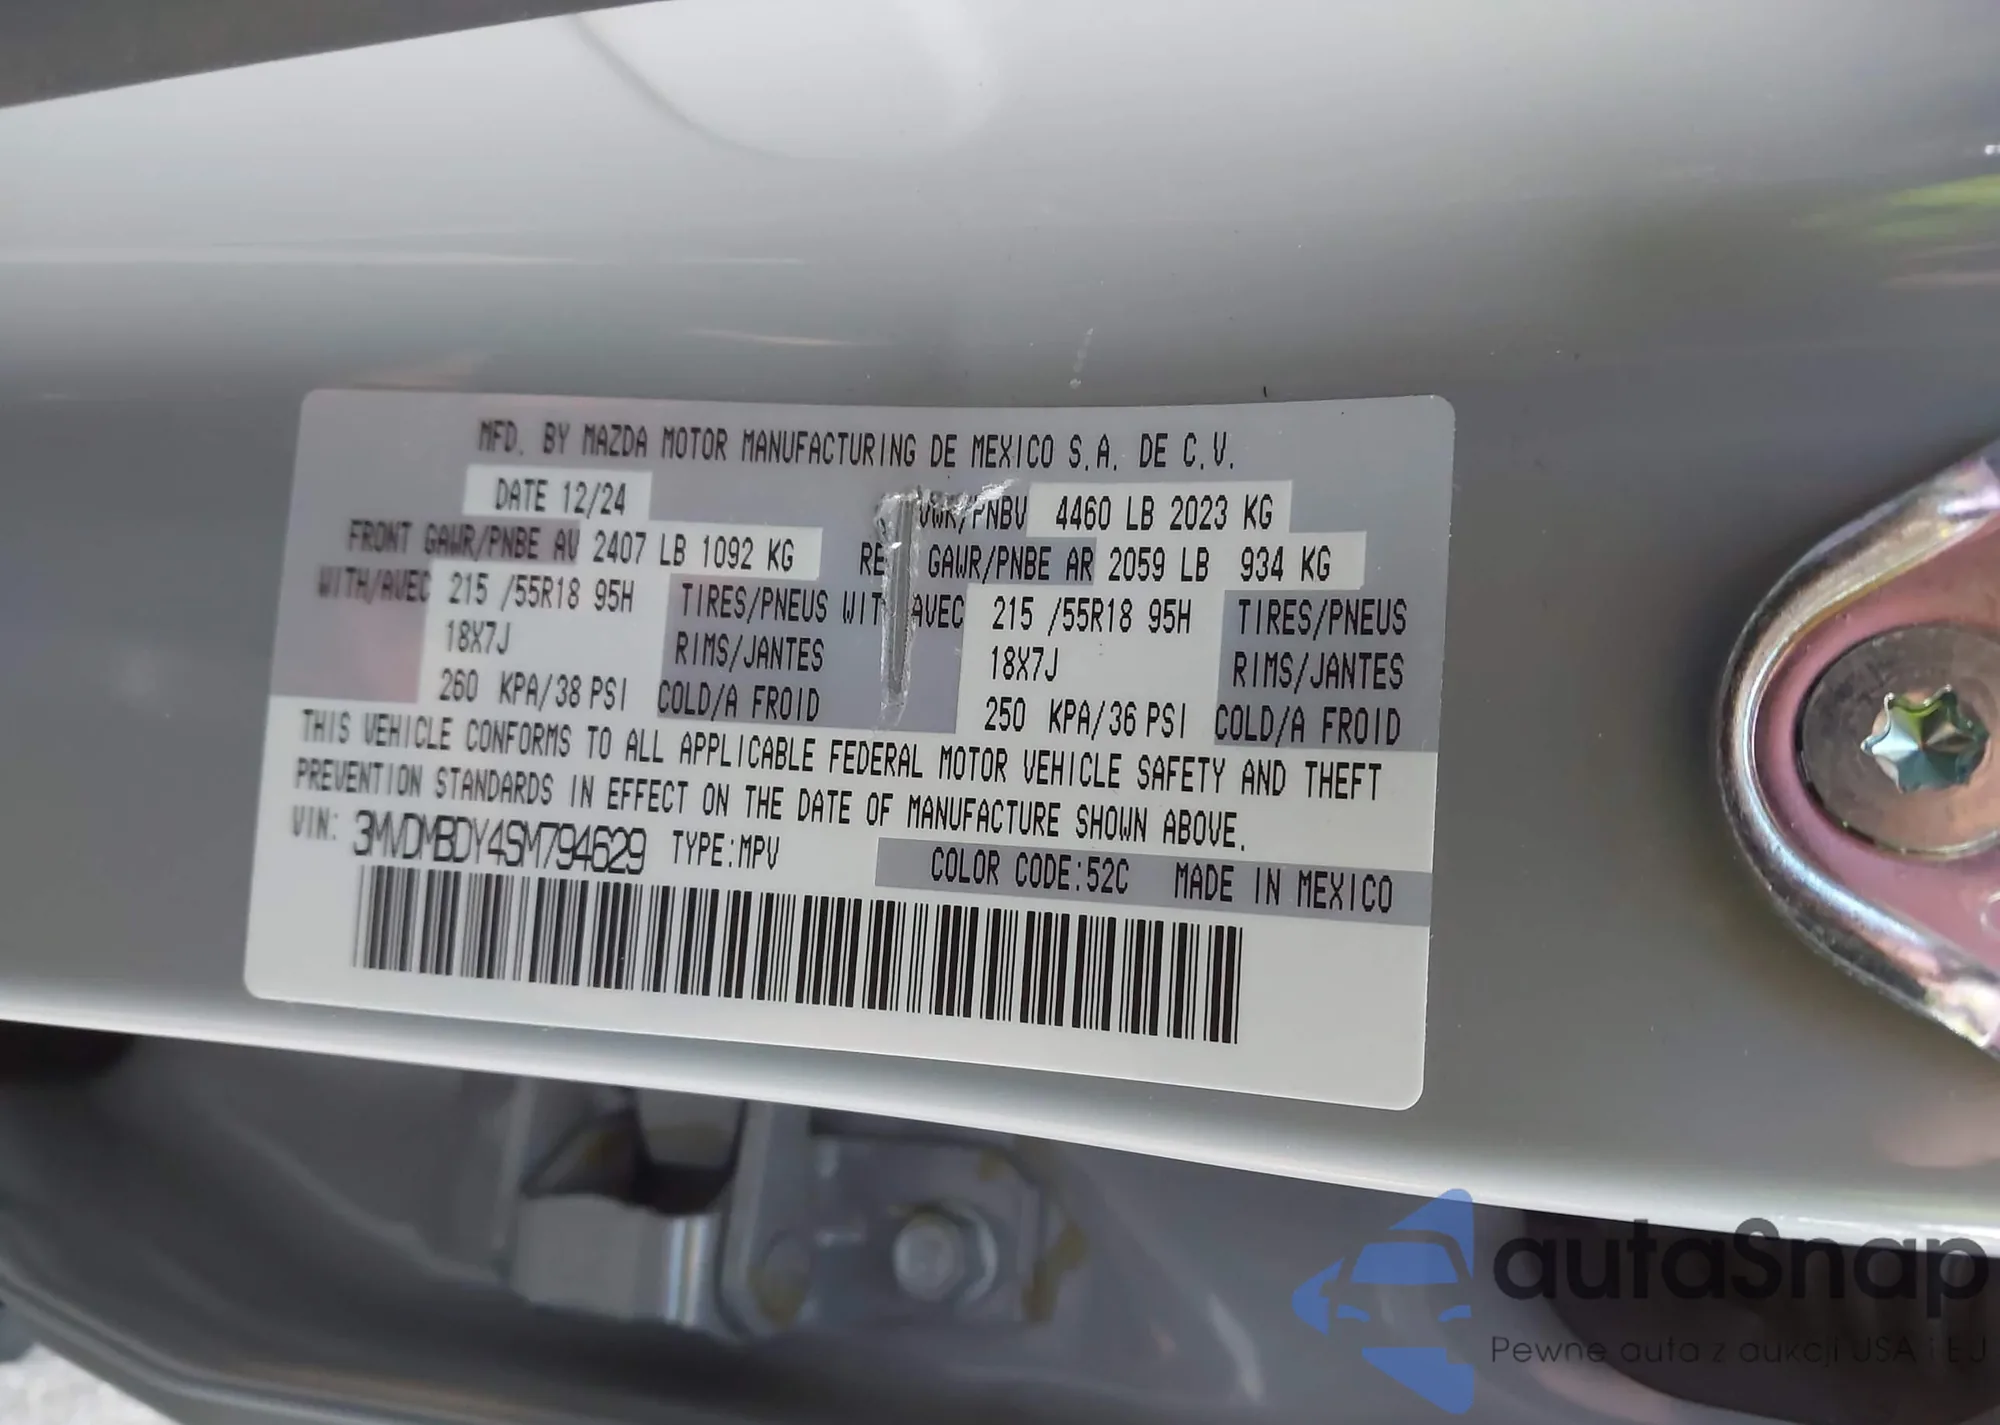 MFD. BY MAZDA MOTOR MANUFACTURING DE MEXICO S.A. DE C.V.
DATE 12/24 VWR/PNBV 4460 LB 2023 KG
FRONT GAWR/PNBE AV 2407 LB 1092 KG RE GAWR/PNBE AR 2059 LB 934 KG
WITH/AVEC 215 /55R18 95H TIRES/PNEUS WIT AVEC 215 /55R18 95H TIRES/PNEUS
18X7J RIMS/JANTES 18X7J RIMS/JANTES
260 KPA/38 PSI COLD/A FROID 250 KPA/36 PSI COLD/A FROID
THIS VEHICLE CONFORMS TO ALL APPLICABLE FEDERAL MOTOR VEHICLE SAFETY AND THEFT
PREVENTION STANDARDS IN EFFECT ON THE DATE OF MANUFACTURE SHOWN ABOVE.
VIN: 3MVDMBDY4SM794629 TYPE:MPV
COLOR CODE:52C MADE IN MEXICO
autaSnap
Pewne auta z aukcji USA i EJ